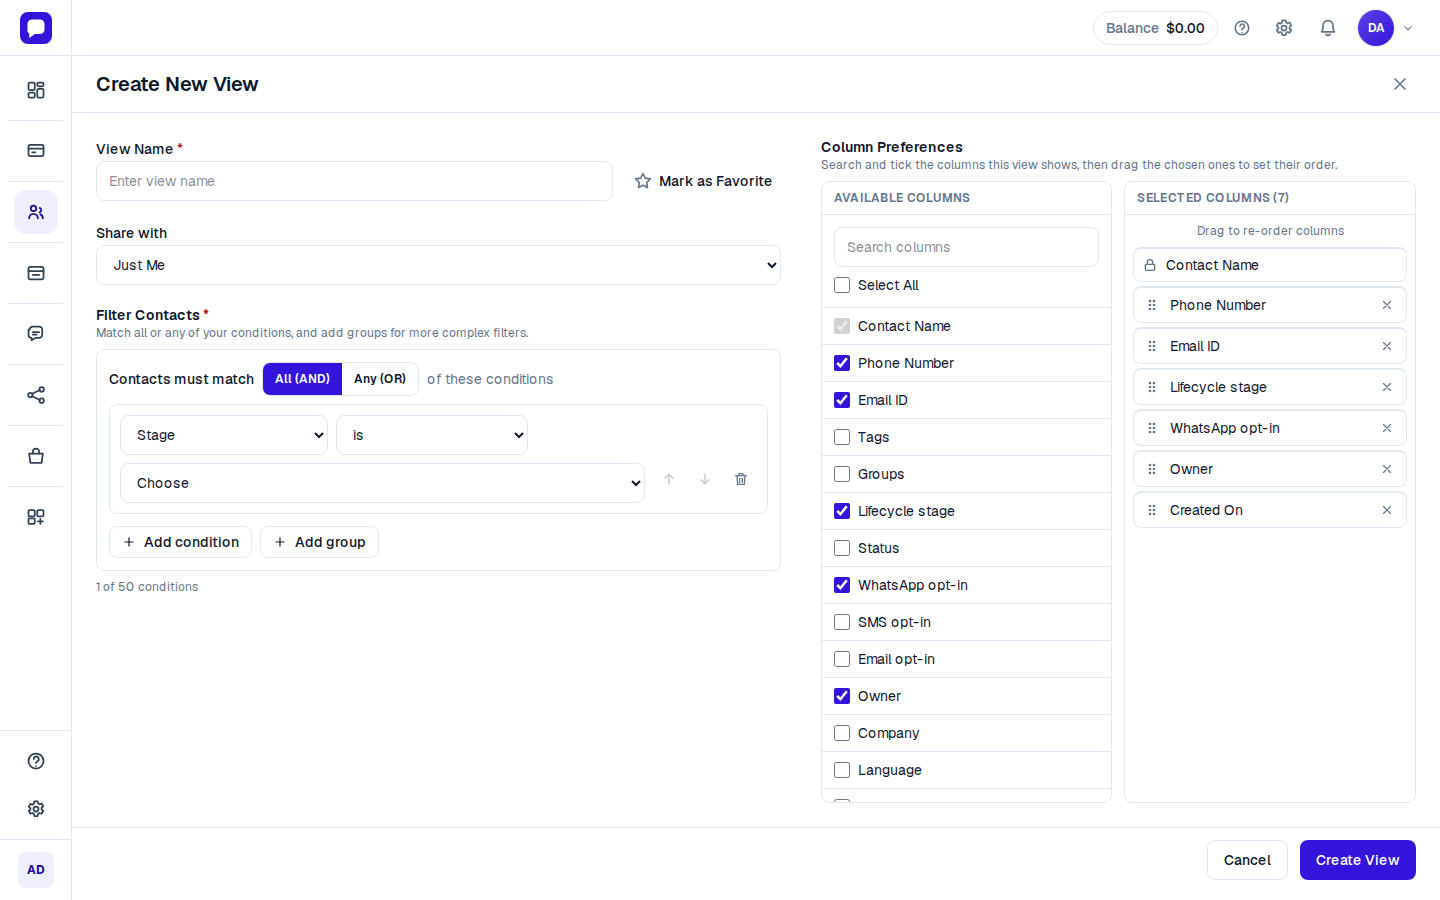 Balance $0.00
DA
Create New View
View Name *
Enter view name
Mark as Favorite
Share with
Just Me
Filter Contacts *
Match all or any of your conditions, and add groups for more complex filters.
Contacts must match All (AND) Any (OR) of these conditions
Stage is
Choose
Add condition Add group
1 of 50 conditions
Column Preferences
Search and tick the columns this view shows, then drag the chosen ones to set their order.
AVAILABLE COLUMNS
Search columns
Select All
Contact Name
Phone Number
Email ID
Tags
Groups
Lifecycle stage
Status
WhatsApp opt-in
SMS opt-in
Email opt-in
Owner
Company
Language
SELECTED COLUMNS (7)
Drag to re-order columns
Contact Name
Phone Number
Email ID
Lifecycle stage
WhatsApp opt-in
Owner
Created On
AD
Cancel Create View